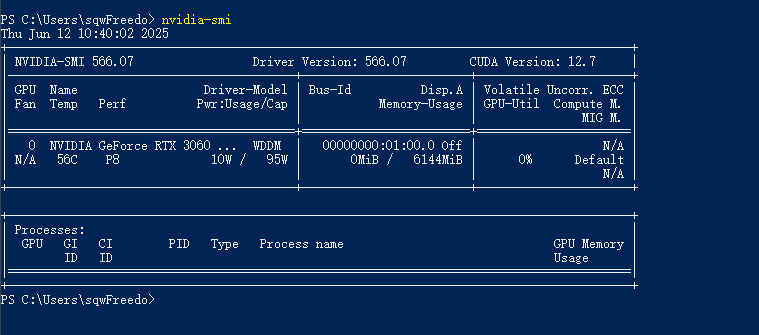 PS C:\Users\sqwFreedo> nvidia-smi
Thu Jun 12 10:40:02 2025
NVIDIA-SMI 566.07 Driver Version: 566.07 CUDA Version: 12.7
GPU Name Driver-Model Bus-Id Disp.A Volatile Uncorr. ECC
Fan Temp Perf Pwr:Usage/Cap Memory-Usage GPU-Util Compute M.
MIG M.
0 NVIDIA GeForce RTX 3060 ... WDDM 00000000:01:00.0 Off N/A
N/A 56C P8 10W / 95W 0MiB / 6144MiB 0% Default
N/A
Processes:
GPU GI CI PID Type Process name GPU Memory
ID ID Usage
PS C:\Users\sqwFreedo>